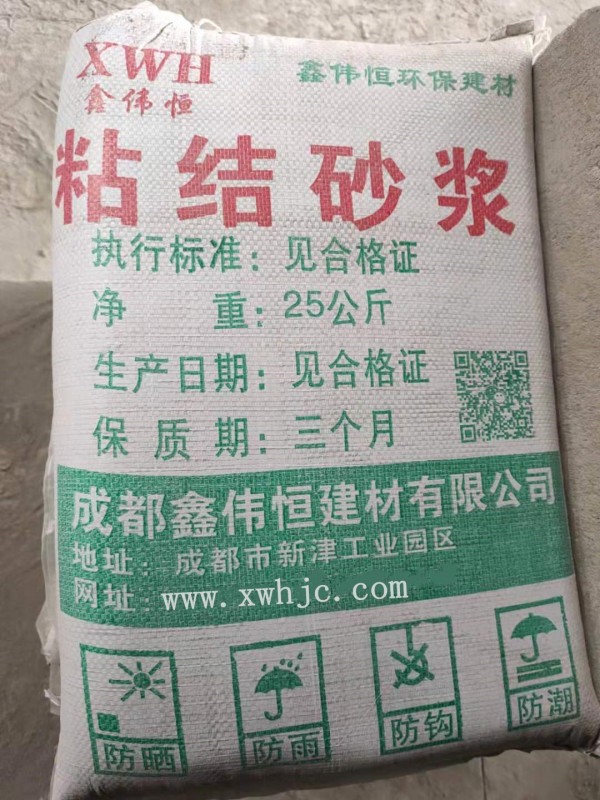 XWH
鑫伟恒
鑫伟恒环保建材
粘结砂浆
执行标准：见合格证
净 重：25公斤
生产日期：见合格证
保质期：三个月
成都鑫伟恒建材有限公司
地址：成都市新津工业园区
网址：www.xwhjc.com
防晒
防雨
防钩
防潮